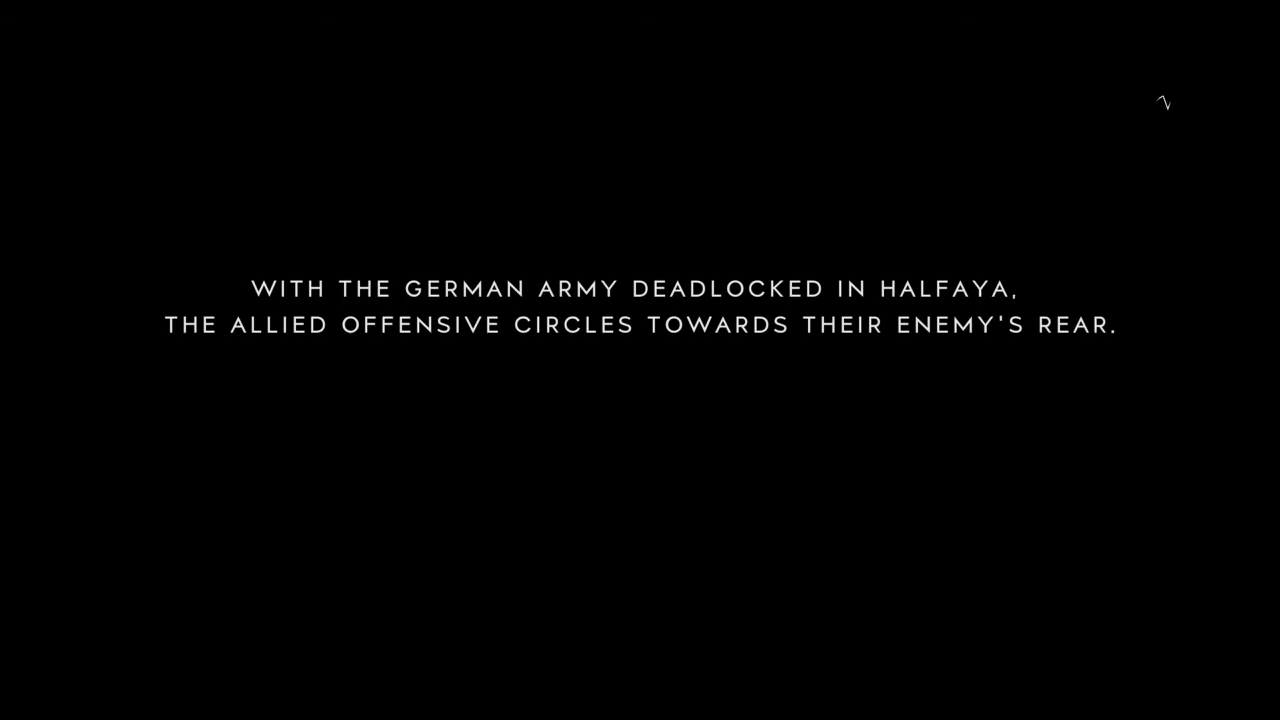 WITH THE GERMAN ARMY DEADLOCKED IN HALFAYA,
THE ALLIED OFFENSIVE CIRCLES TOWARDS THEIR ENEMY'S REAR.